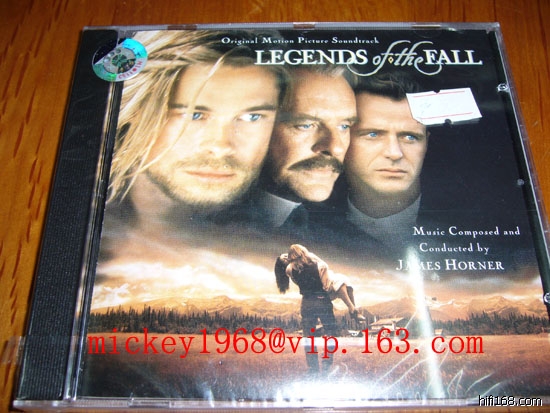 Original Motion Picture Soundtrack
LEGENDS of the FALL
Music Composed and
Conducted by
JAMES HORNER
mickey1968@vip.163.com
hifi168.com